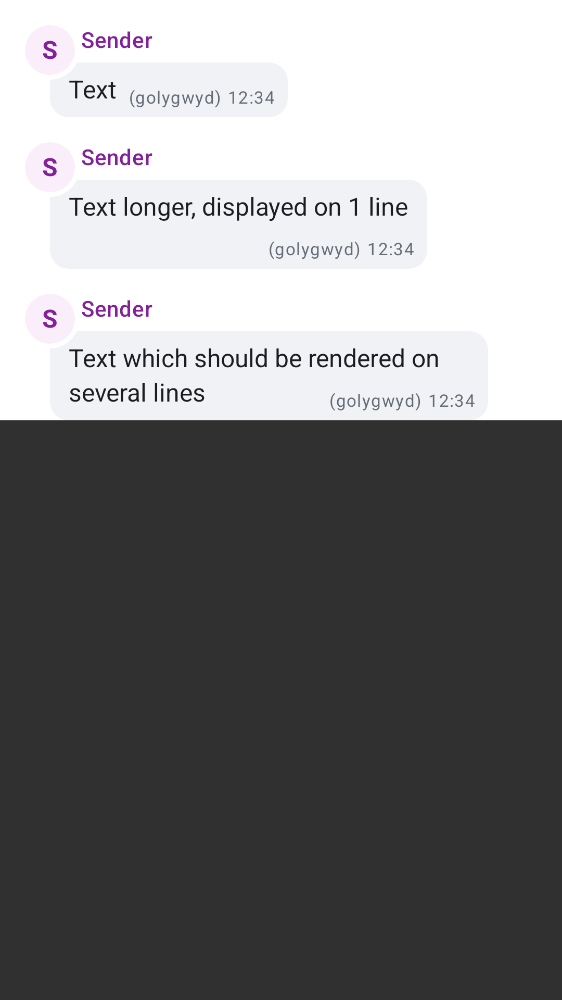 S Sender
Text (golygwyd) 12:34
S Sender
Text longer, displayed on 1 line
(golygwyd) 12:34
S Sender
Text which should be rendered on
several lines (golygwyd) 12:34